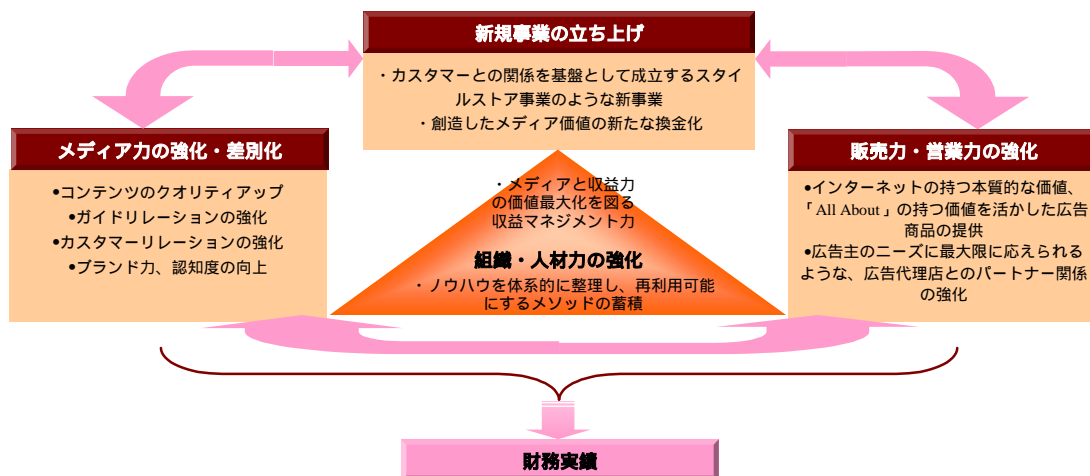 新規事業の立ち上げ
・カスタマーとの関係を基盤として成立するスタイ
ルストア事業のような新事業
・創造したメディア価値の新たな換金化
メディア力の強化・差別化
•コンテンツのクオリティアップ
•ガイドリレーションの強化
•カスタマーリレーションの強化
•ブランド力、認知度の向上
・メディアと収益力
の価値最大化を図る
収益マネジメント力
組織・人材力の強化
・ノウハウを体系的に整理し、再利用可能
にするメソッドの蓄積
販売力・営業力の強化
•インターネットの持つ本質的な価値、
「All About」の持つ価値を活かした広告
商品の提供
•広告主のニーズに最大限に応えられる
ような、広告代理店とのパートナー関係
の強化
財務実績